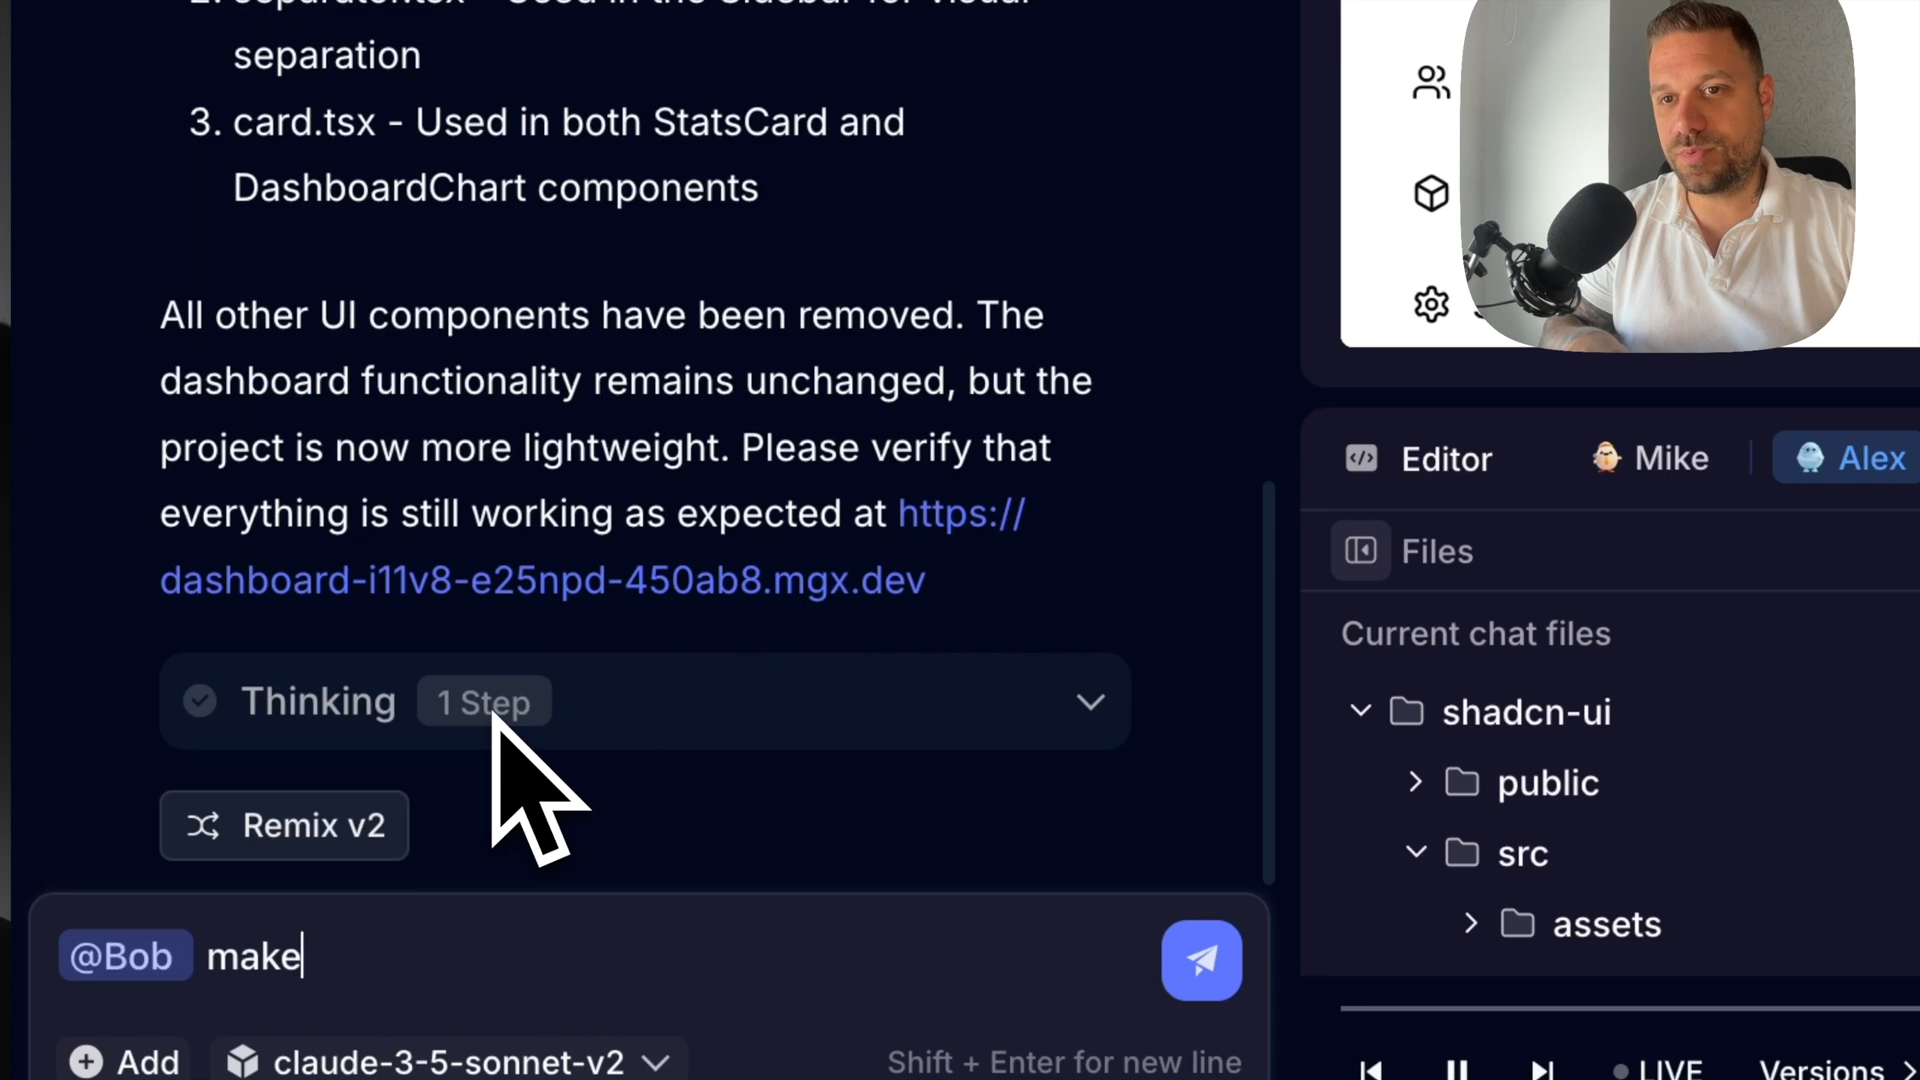 separation
3. card.tsx - Used in both StatsCard and
DashboardChart components
All other UI components have been removed. The
dashboard functionality remains unchanged, but the
project is now more lightweight. Please verify that
everything is still working as expected at https://
dashboard-i11v8-e25npd-450ab8.mgx.dev
Thinking 1 Step
Remix v2
@Bob make
Add claude-3-5-sonnet-v2 Shift + Enter for new line
Editor Mike Alex
Files
Current chat files
shadcn-ui
public
src
assets
LIVE Versions